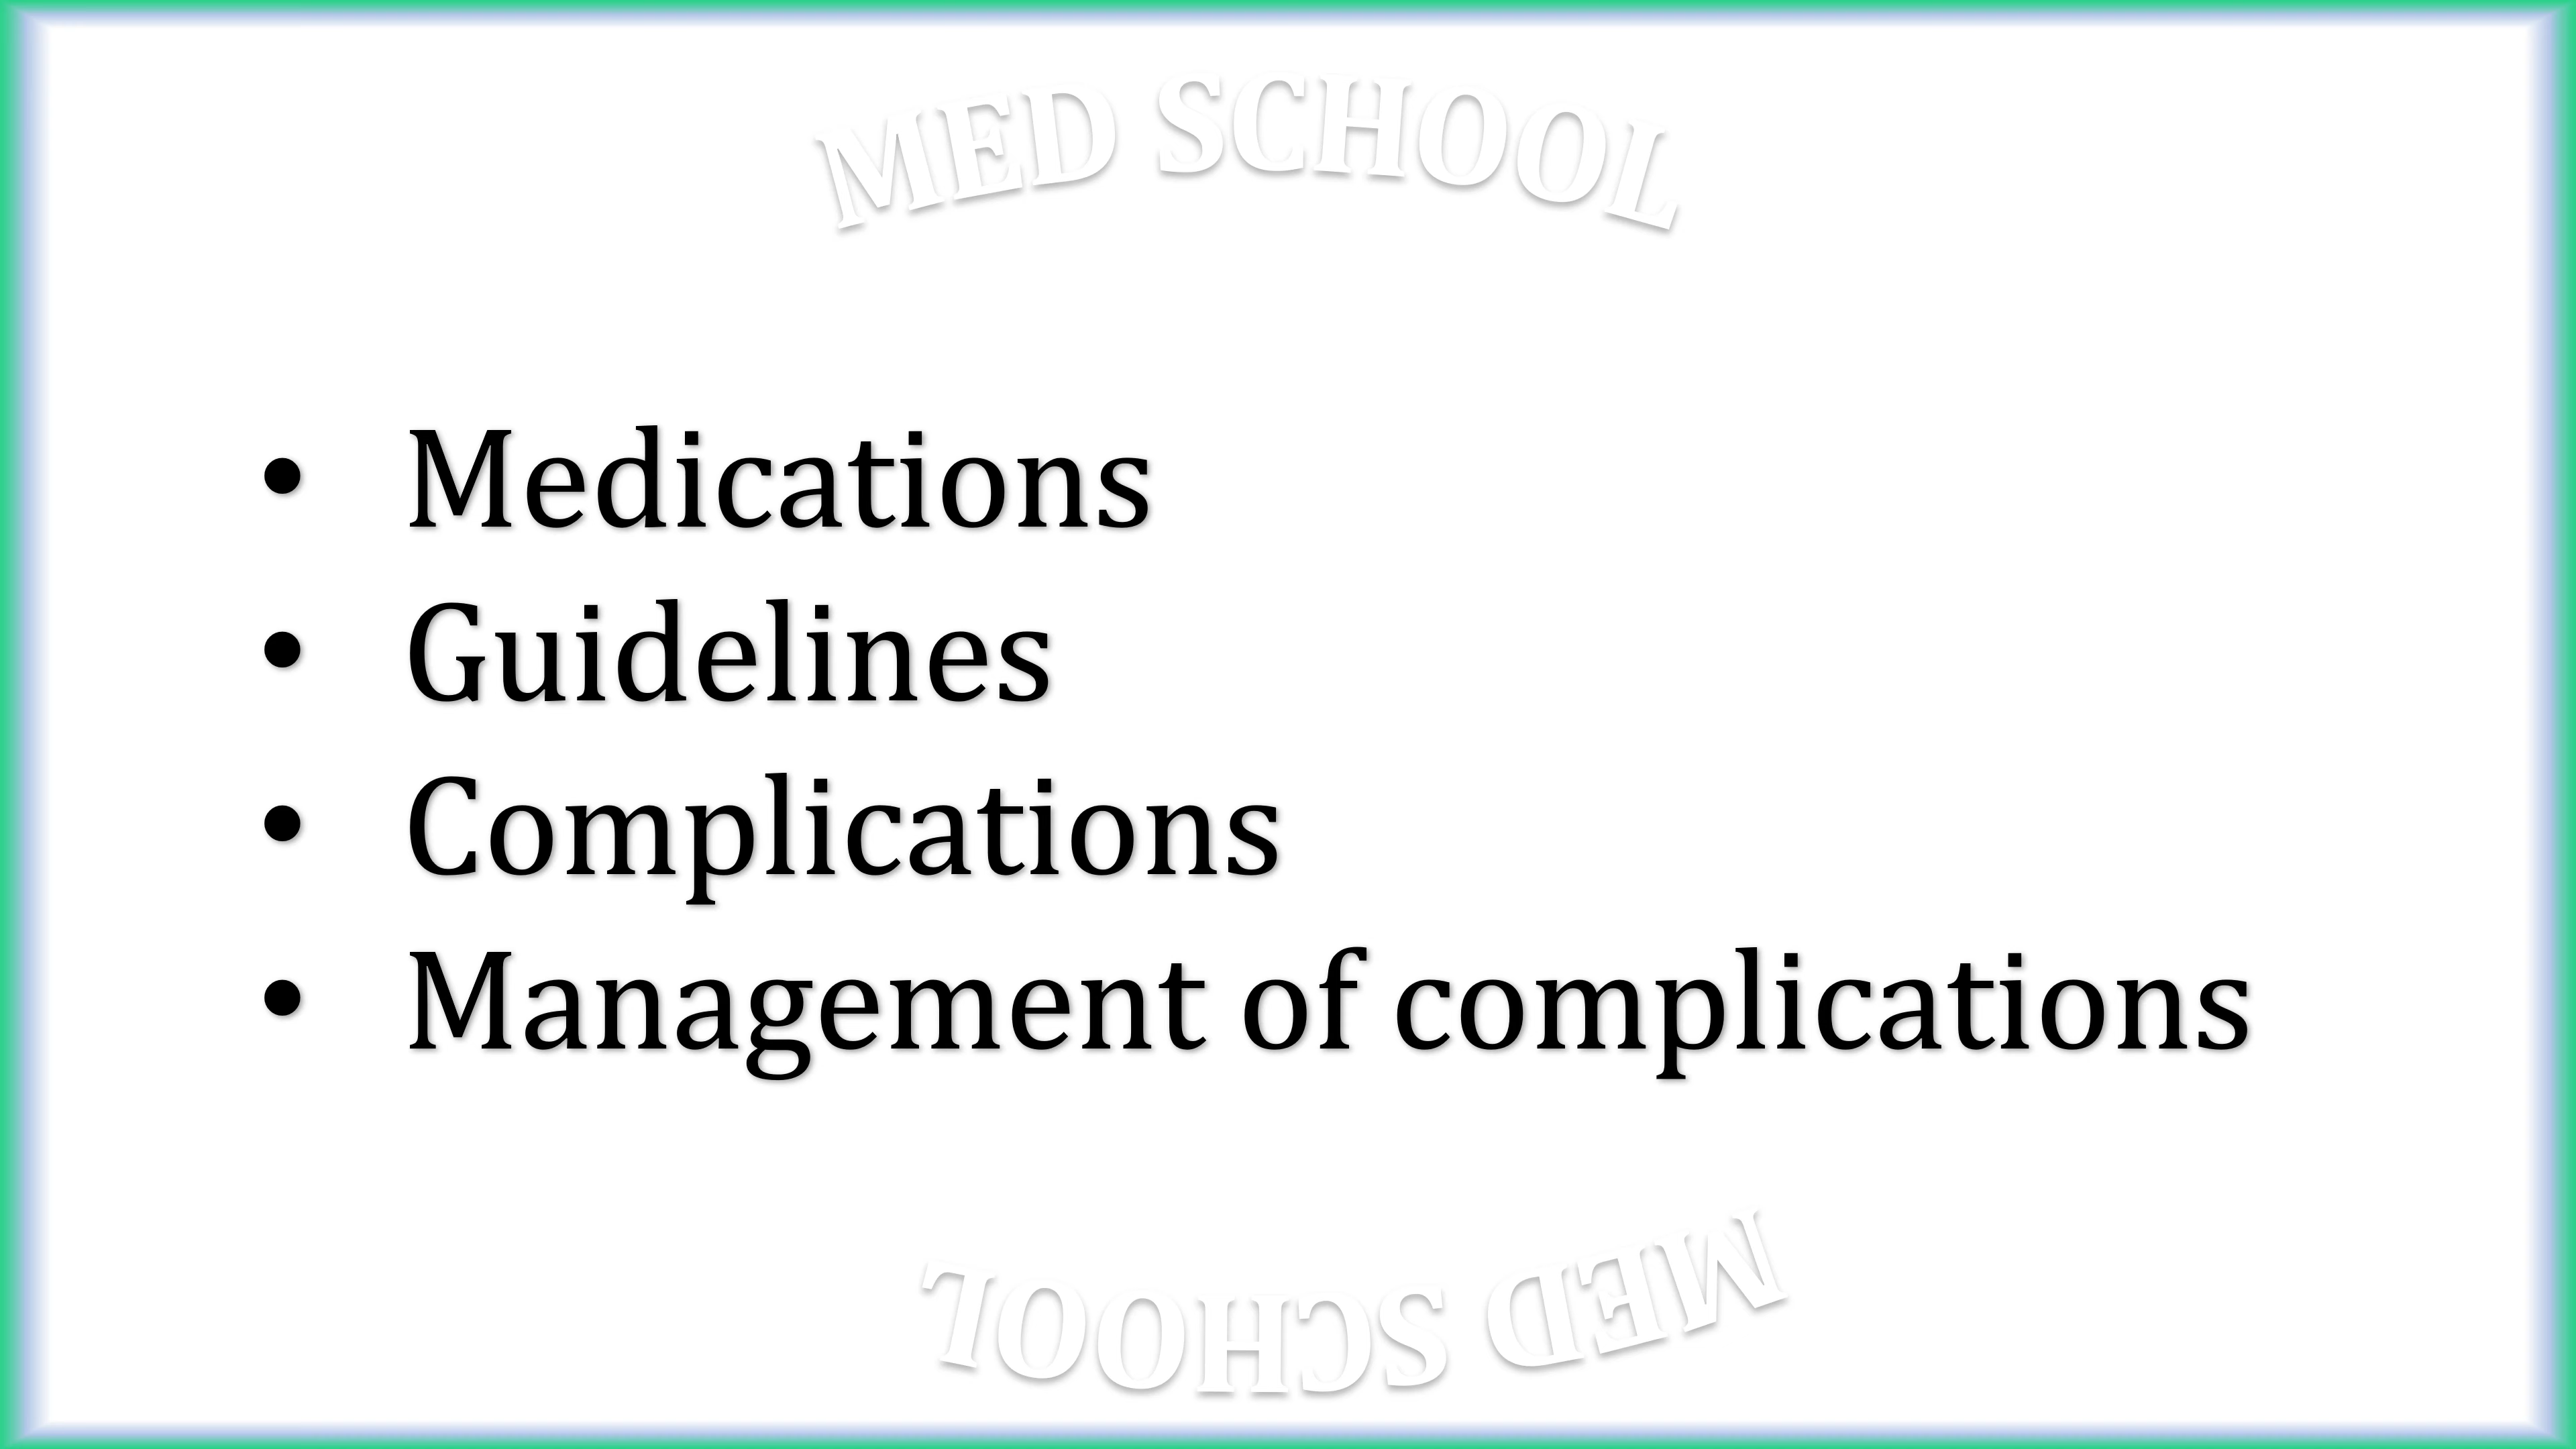 MED SCHOOL
• Medications
• Guidelines
• Complications
• Management of complications
MED SCHOOL